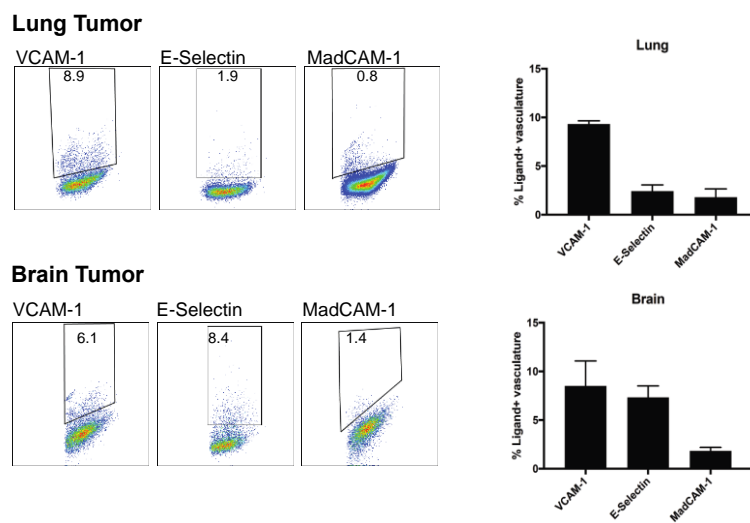 Lung Tumor
VCAM-1 E-Selectin MadCAM-1
8.9 1.9 0.8
Lung
% Ligand+ vasculature
15
10
5
0
VCAM-1
E-Selectin
MadCAM-1
Brain Tumor
VCAM-1 E-Selectin MadCAM-1
6.1 8.4 1.4
Brain
% Ligand+ vasculature
15
10
5
0
VCAM-1
E-Selectin
MadCAM-1